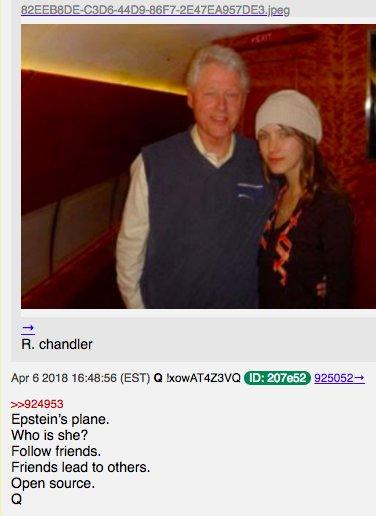 82EEB8DE-C3D6-44D9-86F7-2E47EA957DE3.jpeg
EXIT
→
R. chandler
Apr 6 2018 16:48:56 (EST) Q !xowAT4Z3VQ ID: 207e52 925052→
>>924953
Epstein's plane.
Who is she?
Follow friends.
Friends lead to others.
Open source.
Q